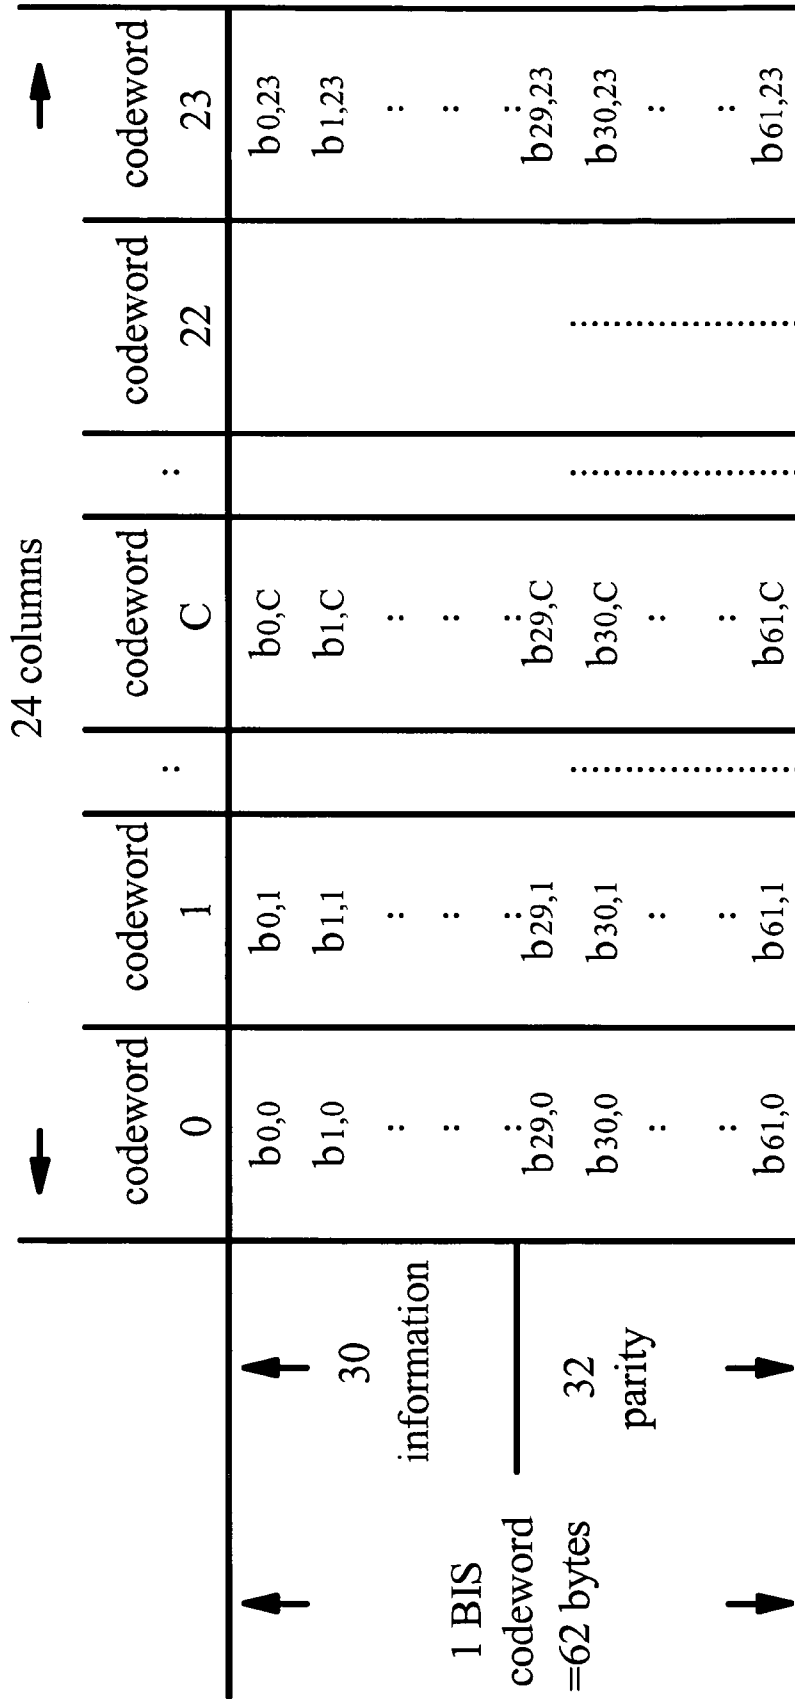 24 columns
codeword 0
codeword 1
:
codeword C
:
codeword 22
codeword 23
1 BIS
codeword
=62 bytes
30
information
32
parity
b0,0 b0,1 b0,C b0,23
b1,0 b1,1 b1,C b1,23
: : : :
: : : :
: : : :
b29,0 b29,1 b29,C b29,23
b30,0 b30,1 b30,C b30,23
: : : :
: : : :
b61,0 b61,1 b61,C b61,23